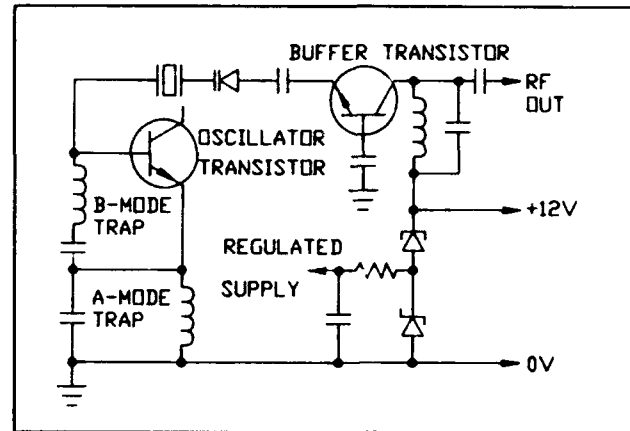 BUFFER TRANSISTOR
RF
OUT
OSCILLATOR
TRANSISTOR
B-MODE
TRAP
+12V
REGULATED
SUPPLY
A-MODE
TRAP
0V